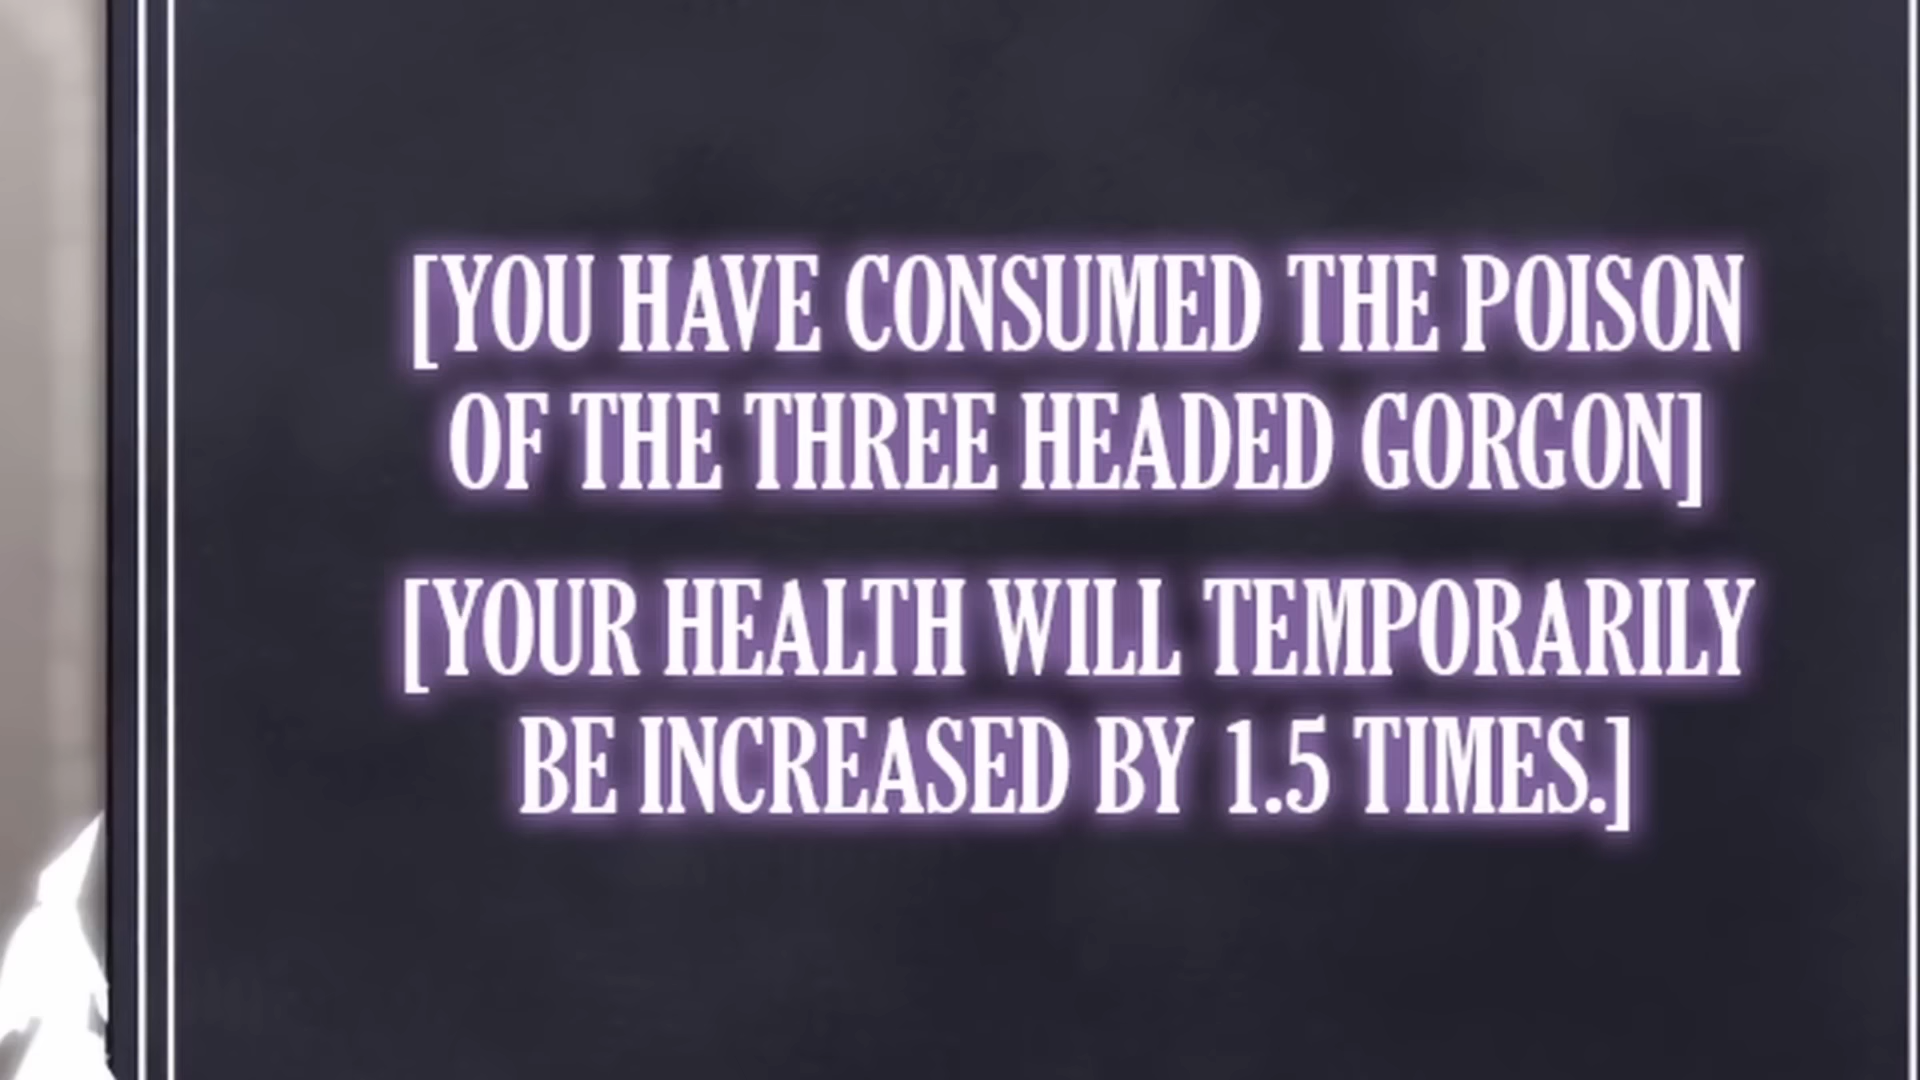 [YOU HAVE CONSUMED THE POISON
OF THE THREE HEADED GORGON]
[YOUR HEALTH WILL TEMPORARILY
BE INCREASED BY 1.5 TIMES.]